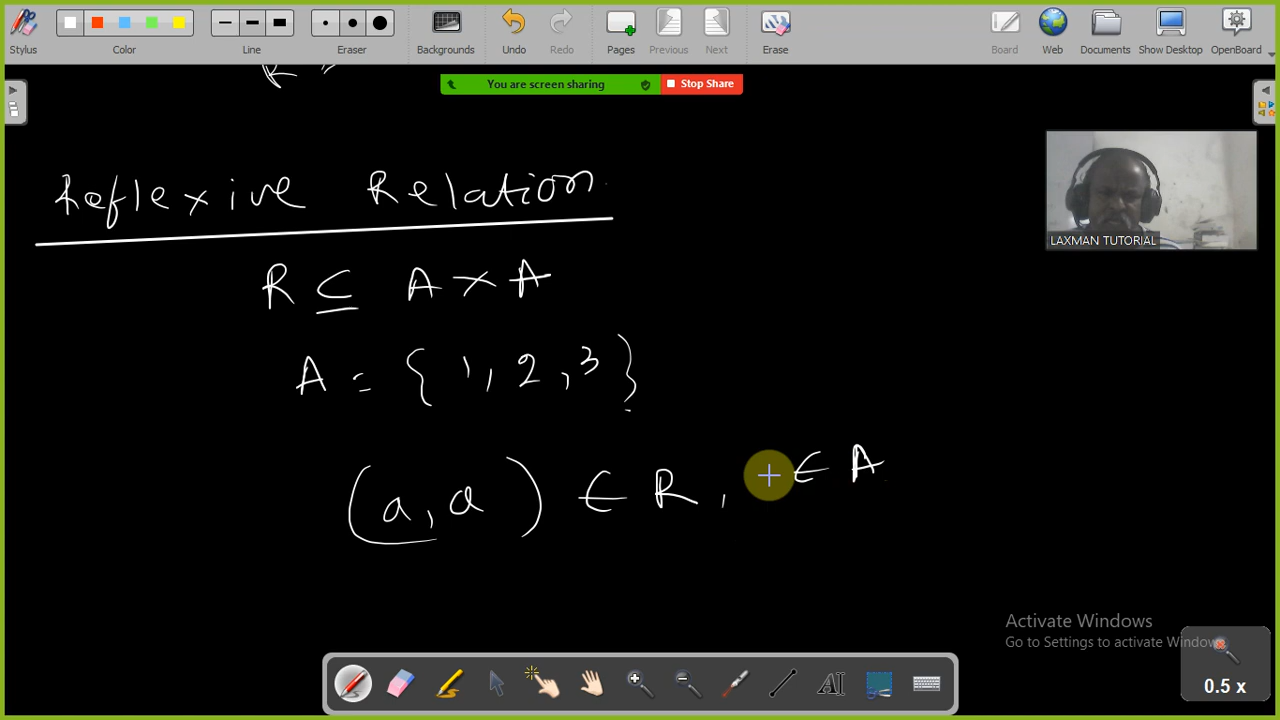 Stylus
Color
Line
Eraser
Backgrounds
Undo
Redo
Pages
Previous
Next
Erase
Board
Web
Documents
Show Desktop
OpenBoard
You are screen sharing
Stop Share
Reflexive Relation
R ⊆ A × A
A = { 1, 2, 3 }
(a, a) ∈ R, ∈ A
LAXMAN TUTORIAL
Activate Windows
Go to Settings to activate Windows
0.5 x